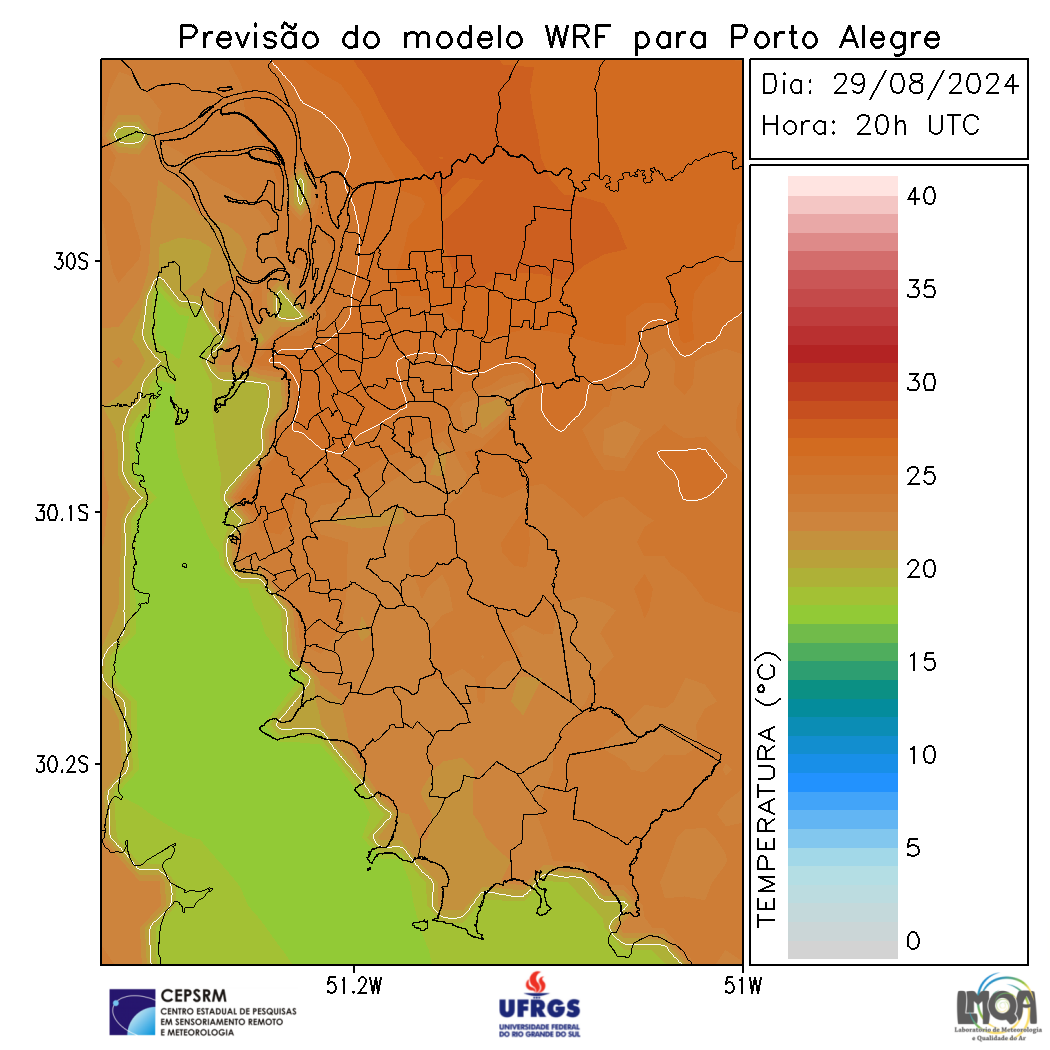 Previsão do modelo WRF para Porto Alegre
Dia: 29/08/2024
Hora: 20h UTC
40
35
30
25
20
15
10
5
0
TEMPERATURA (°C)
30S
30.1S
30.2S
51.2W
51W
CEPSRM
CENTRO ESTADUAL DE PESQUISAS
EM SENSORIAMENTO REMOTO
E METEOROLOGIA
UFRGS
UNIVERSIDADE FEDERAL
DO RIO GRANDE DO SUL
LMQA
Laboratório de Meteorologia
e Qualidade do Ar